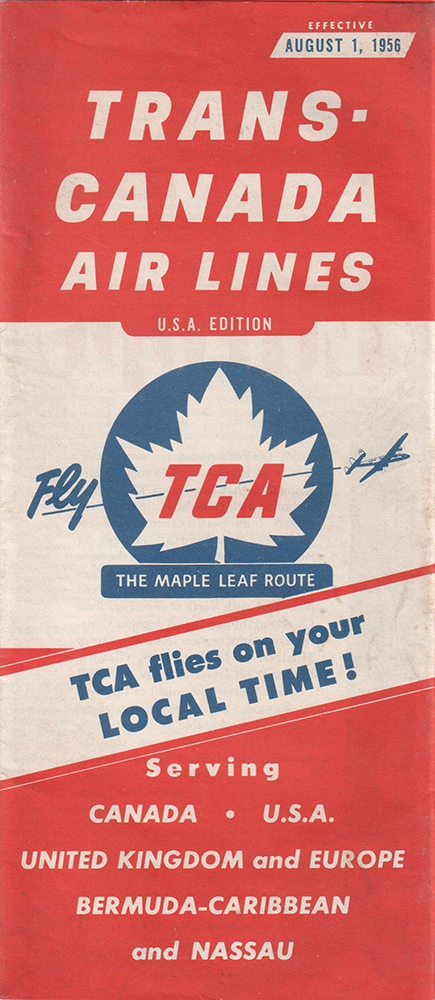 EFFECTIVE
AUGUST 1, 1956
TRANS-
CANADA
AIR LINES
U.S.A. EDITION
Fly TCA
THE MAPLE LEAF ROUTE
TCA flies on your
LOCAL TIME!
Serving
CANADA • U.S.A.
UNITED KINGDOM and EUROPE
BERMUDA-CARIBBEAN
and NASSAU